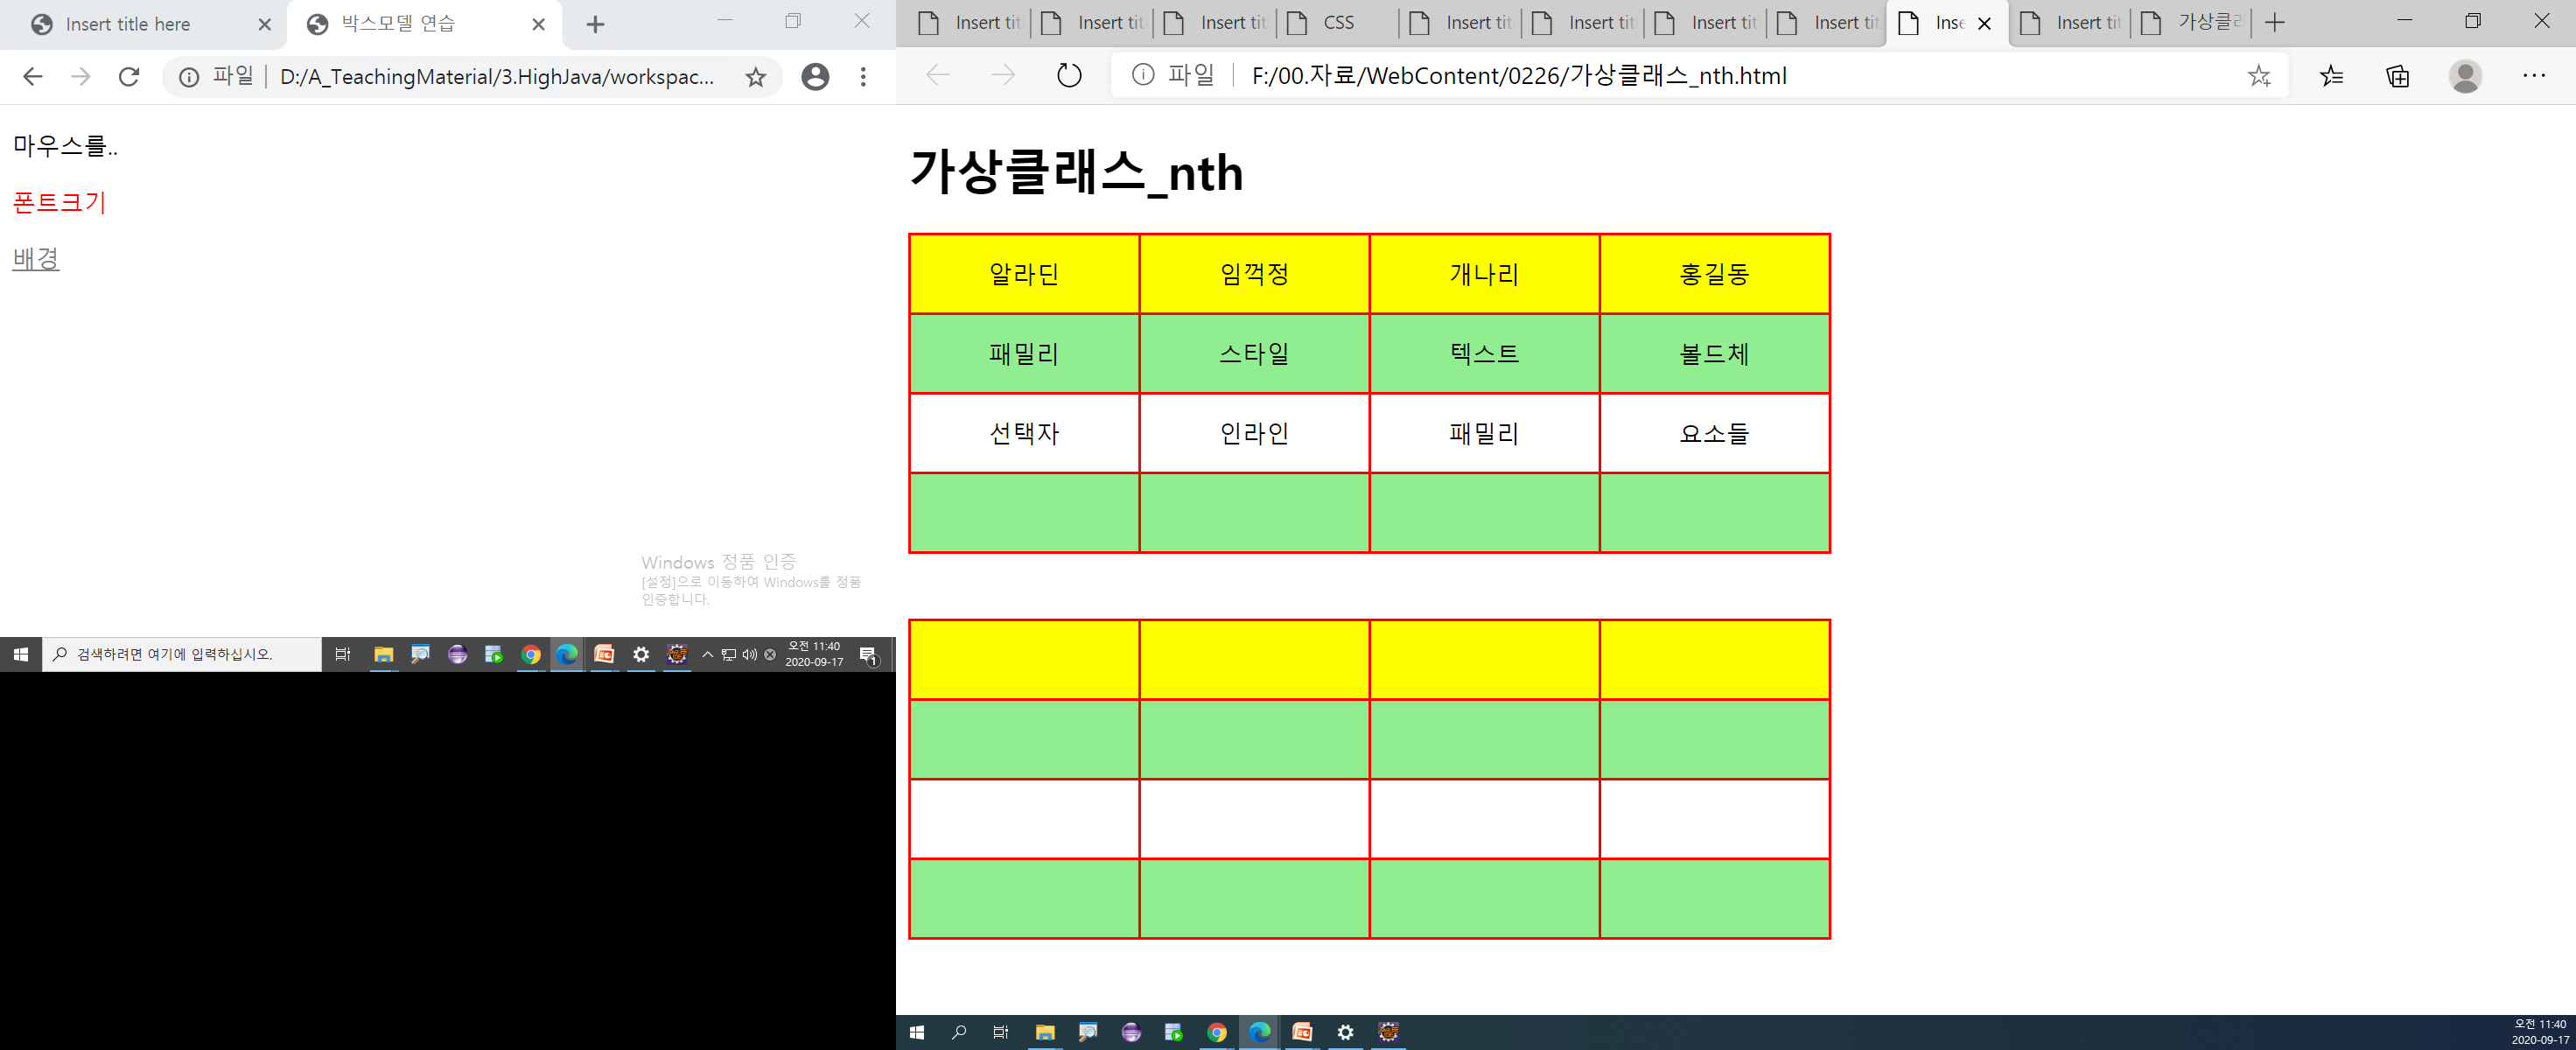 Insert title here
박스모델 연습
파일
D:/A_TeachingMaterial/3.HighJava/workspac...
마우스를..
폰트크기
배경
Windows 정품 인증
[설정]으로 이동하여 Windows를 정품
인증합니다.
검색하려면 여기에 입력하십시오.
오전 11:40
2020-09-17
1
Insert tit
Insert tit
Insert tit
CSS
Insert tit
Insert tit
Insert tit
Insert tit
Inse
Insert tit
가상클래
파일
F:/00.자료/WebContent/0226/가상클래스_nth.html
가상클래스_nth
알라딘 임꺽정 개나리 홍길동
패밀리 스타일 텍스트 볼드체
선택자 인라인 패밀리 요소들
오전 11:40
2020-09-17